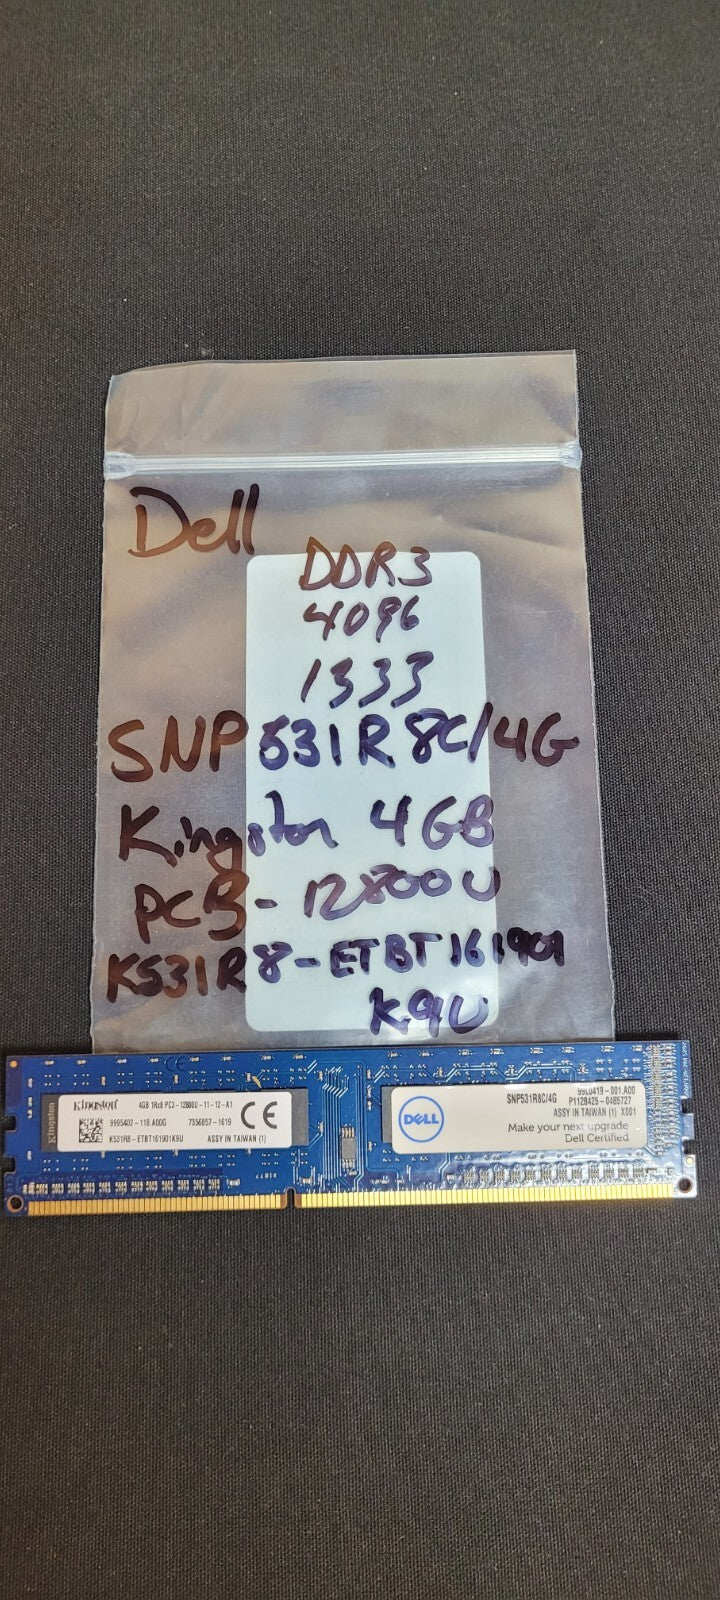 Dell
DDR3
4096
1333
SNP531R8C/4G
Kingston 4GB
PC3-12800U
K531R8-ETBT161901
K9U
Kingston
Kingston 4GB 1Rx8 PC3-12800U-11-12-A1
9995402-118.A00G 7356857-1619 CE
K531R8-ETBT161901K9U ASSY IN TAIWAN (1)
DELL
SNP531R8C/4G 99L0419-001.A00
P1128425-0485727
ASSY IN TAIWAN (1) X001
Make your next upgrade
Dell Certified